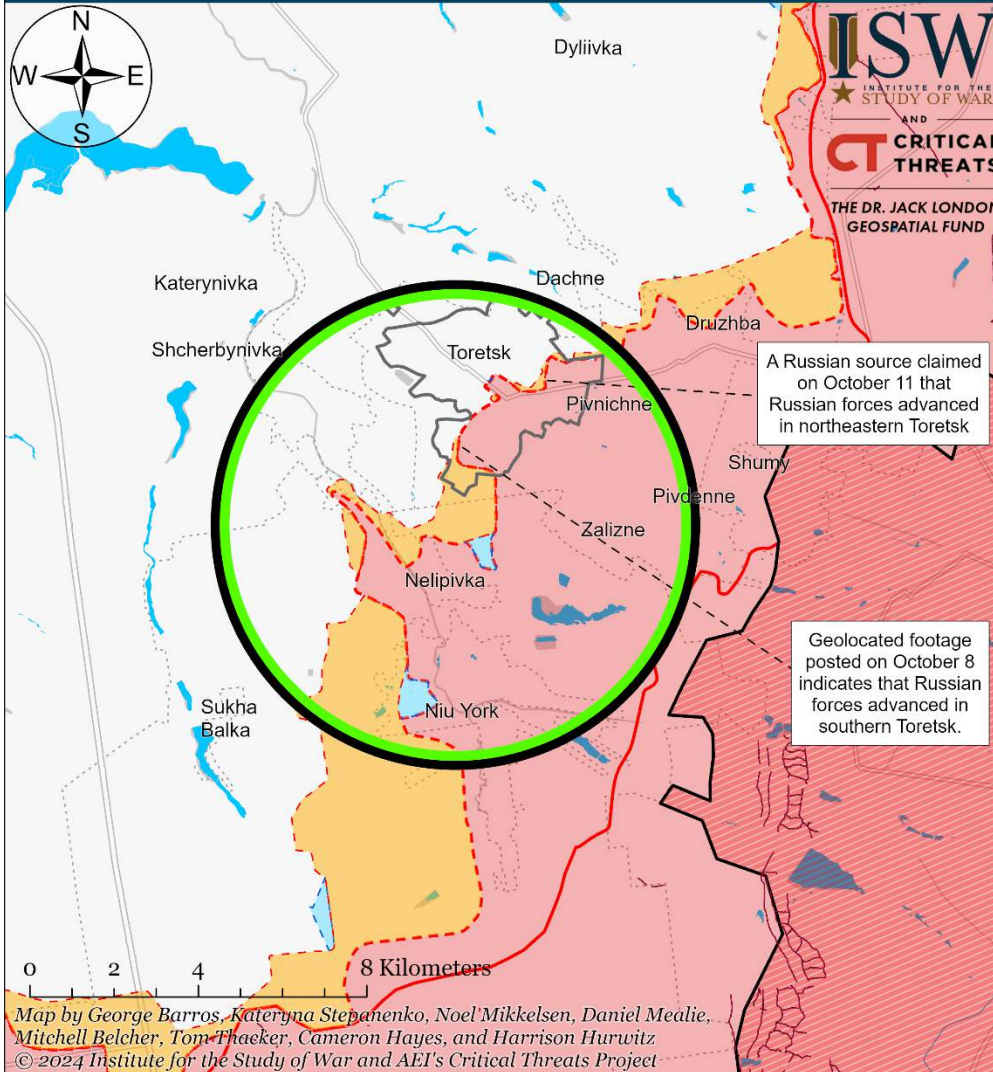 N
W
E
S
Dyliivka
ISW
INSTITUTE FOR THE
STUDY OF WAR
AND
CT CRITICAL
THREATS
THE DR. JACK LONDON
GEOSPATIAL FUND
Katerynivka
Dachne
Shcherbynivka
Toretsk
Druzhba
A Russian source claimed
on October 11 that
Russian forces advanced
in northeastern Toretsk
Pivnichne
Shumy
Pivdenne
Zalizne
Nelipivka
Geolocated footage
posted on October 8
indicates that Russian
forces advanced in
southern Toretsk.
Sukha
Balka
Niu York
0 2 4 8 Kilometers
Map by George Barros, Kateryna Stepanenko, Noel Mikkelsen, Daniel Mealie,
Mitchell Belcher, Tom Thacker, Cameron Hayes, and Harrison Hurwitz
© 2024 Institute for the Study of War and AEI's Critical Threats Project